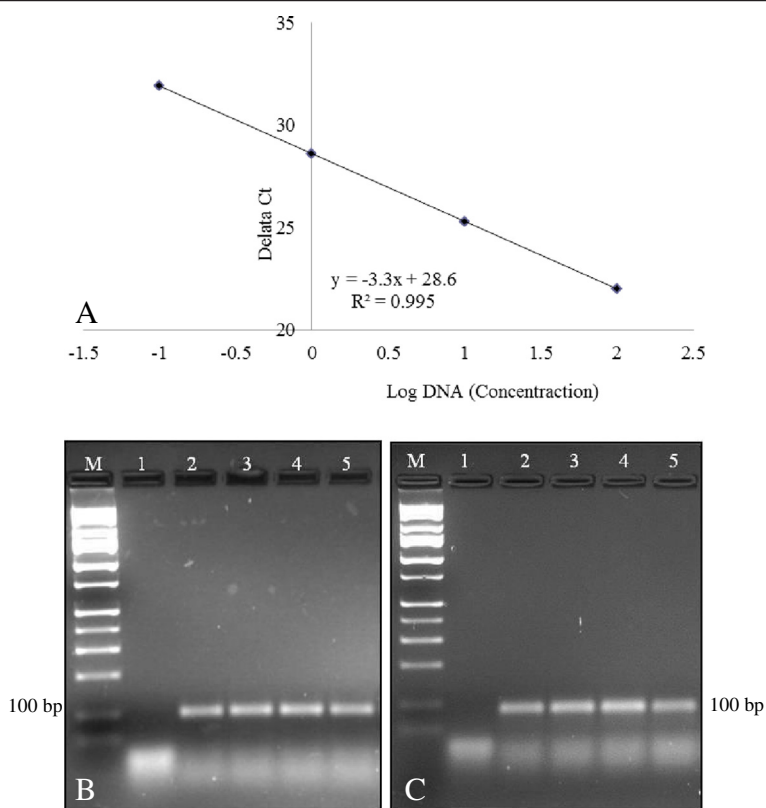 35
30
Delata Ct
25
y = -3.3x + 28.6
R² = 0.995
A
20
-1.5 -1 -0.5 0 0.5 1 1.5 2 2.5
Log DNA (Concentraction)
M 1 2 3 4 5
M 1 2 3 4 5
100 bp
100 bp
B
C